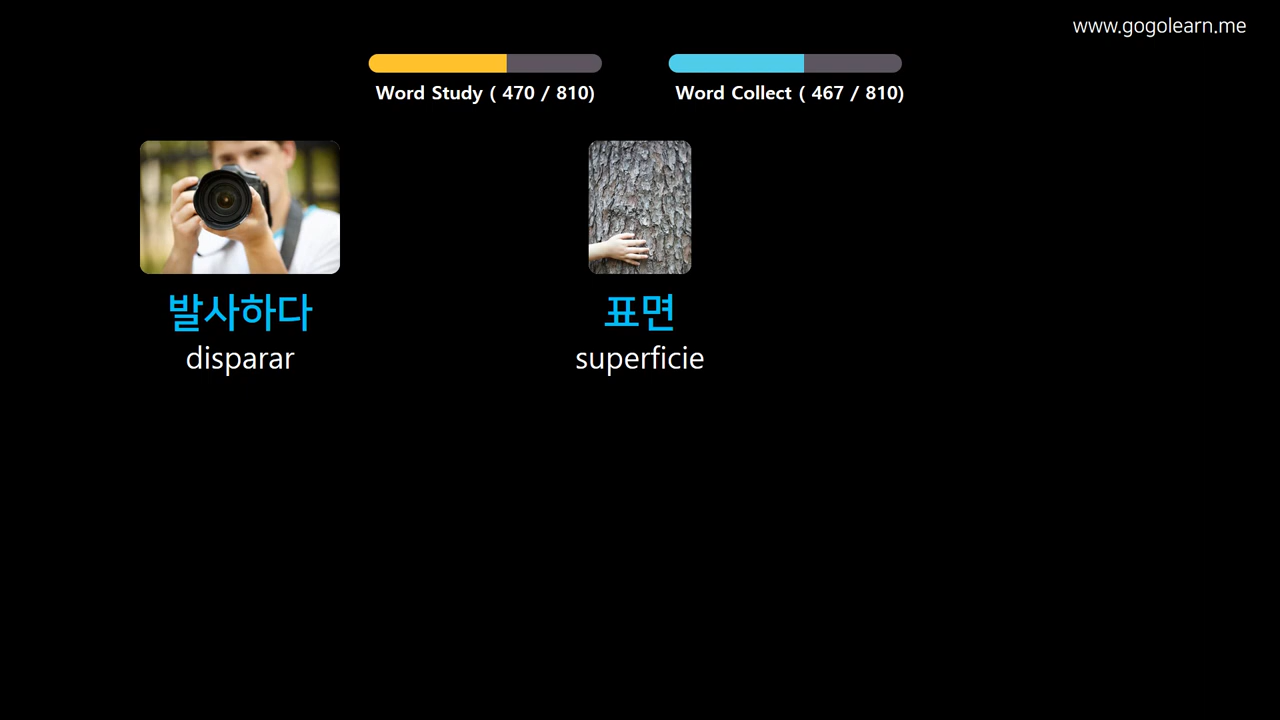 www.gogolearn.me
Word Study ( 470 / 810)
Word Collect ( 467 / 810)
발사하다
disparar
표면
superficie